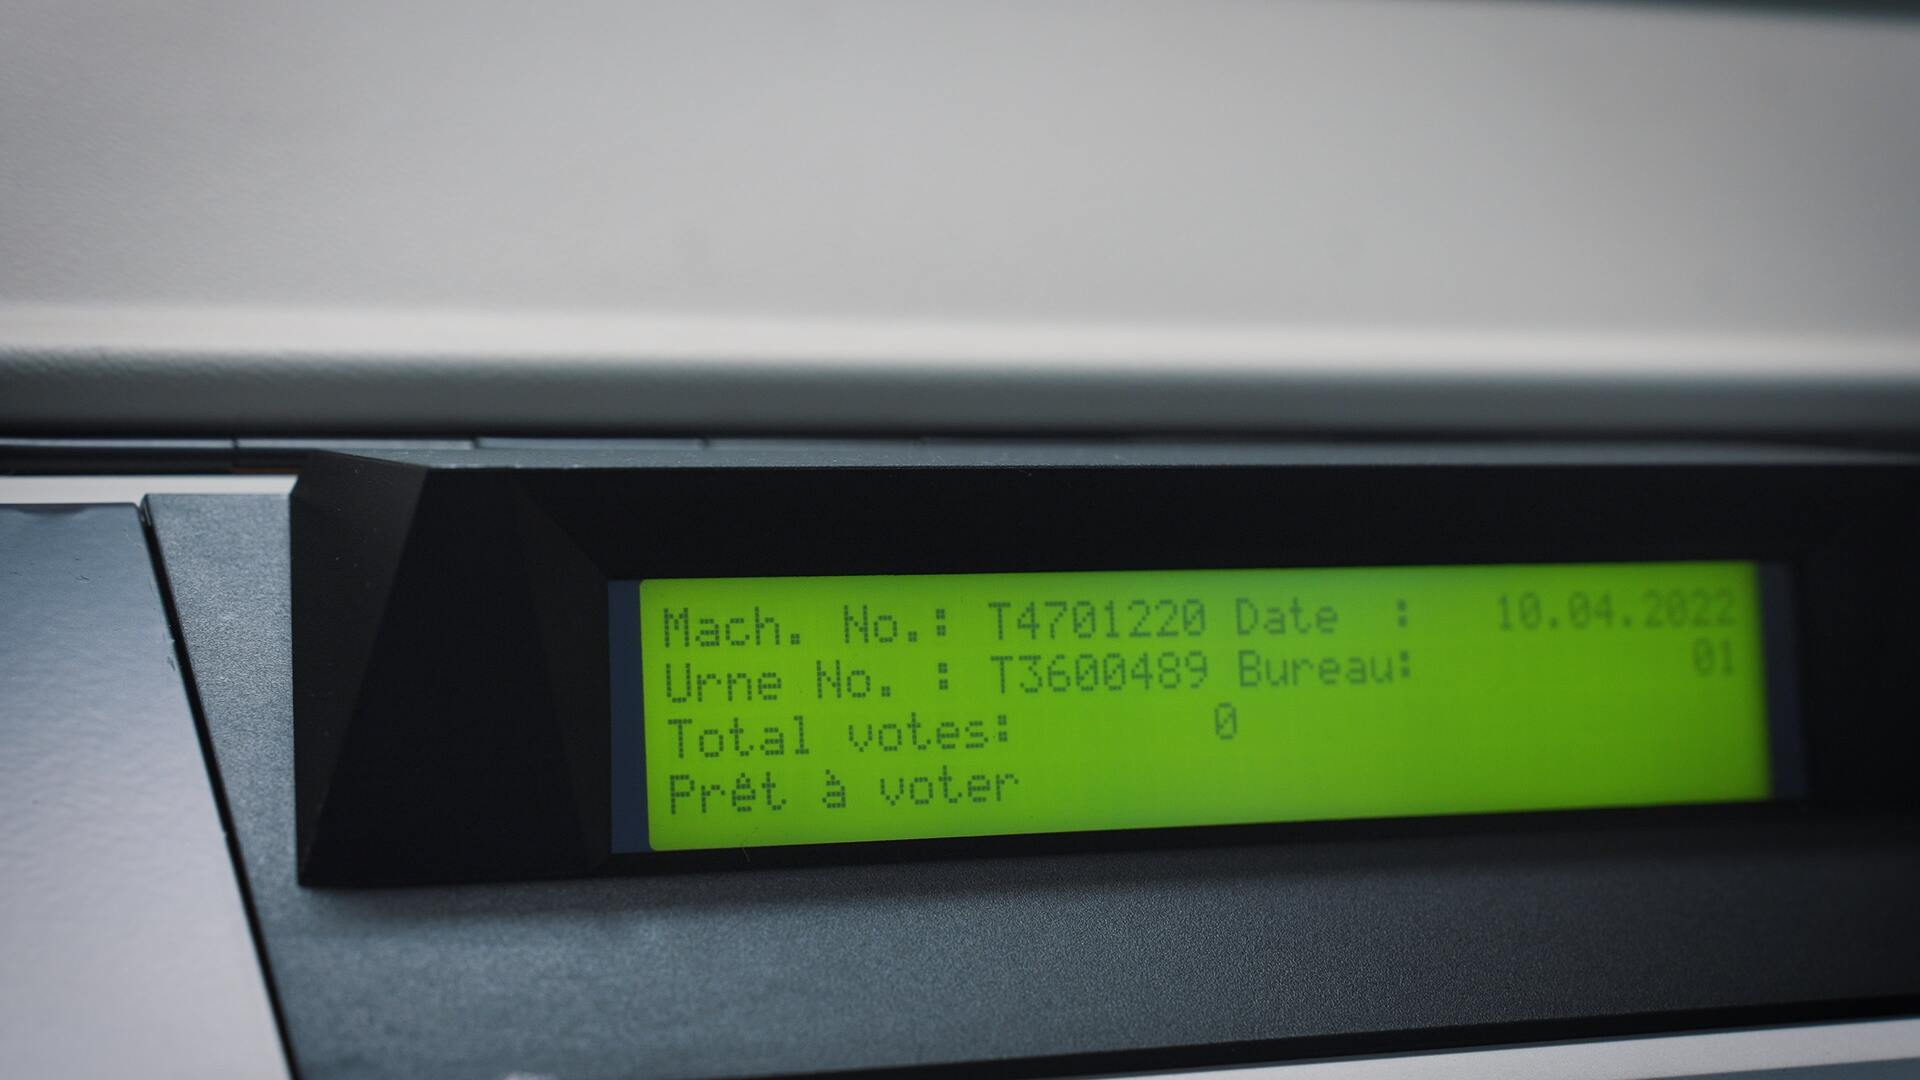 Mach. No.: T4701220 Date : 10.04.2022
Urne No. : T3600489 Bureau: 01
Total votes: 0
Prêt à voter